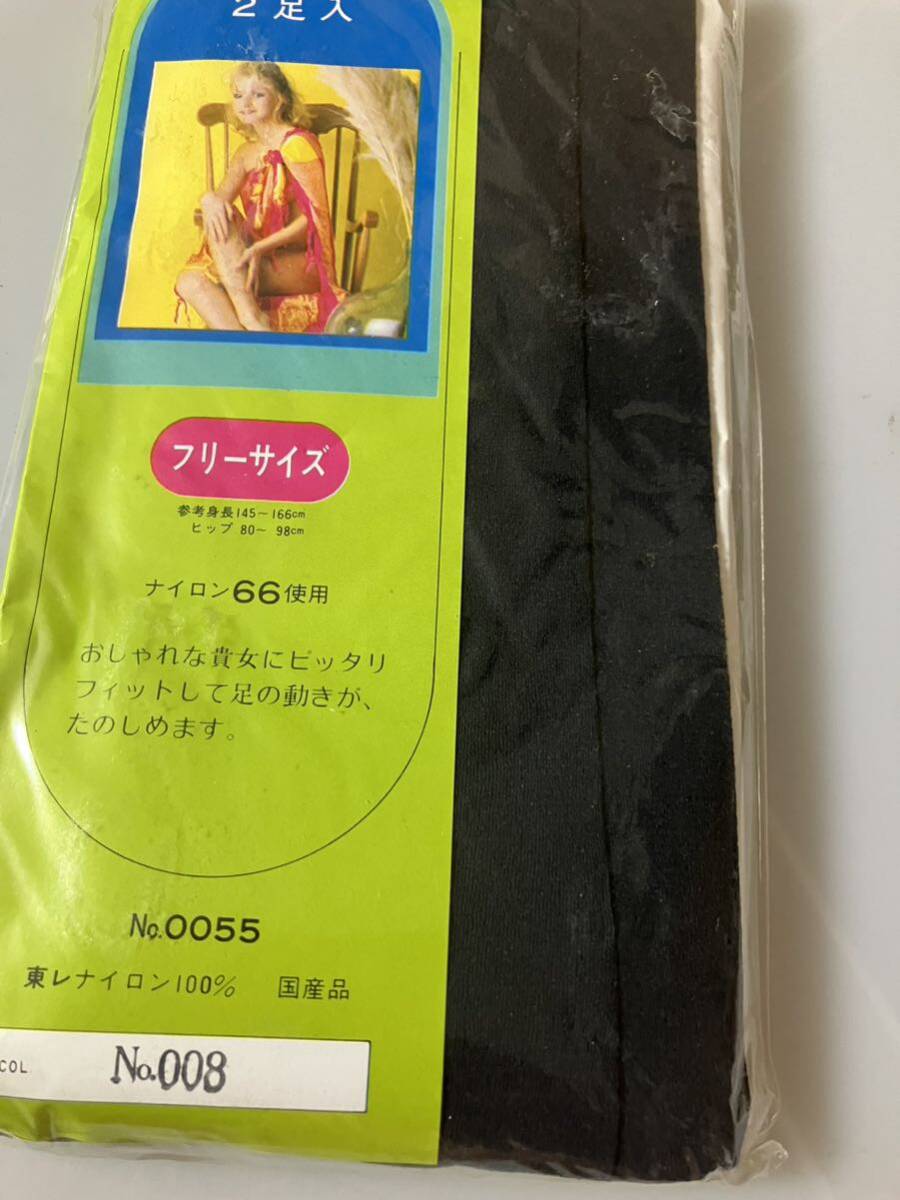 2足入
フリーサイズ
参考身長145〜166cm
ヒップ 80〜 98cm
ナイロン66使用
おしゃれな貴女にピッタリ
フィットして足の動きが、
たのしめます。
No.0055
東レナイロン100% 国産品
COL No.008